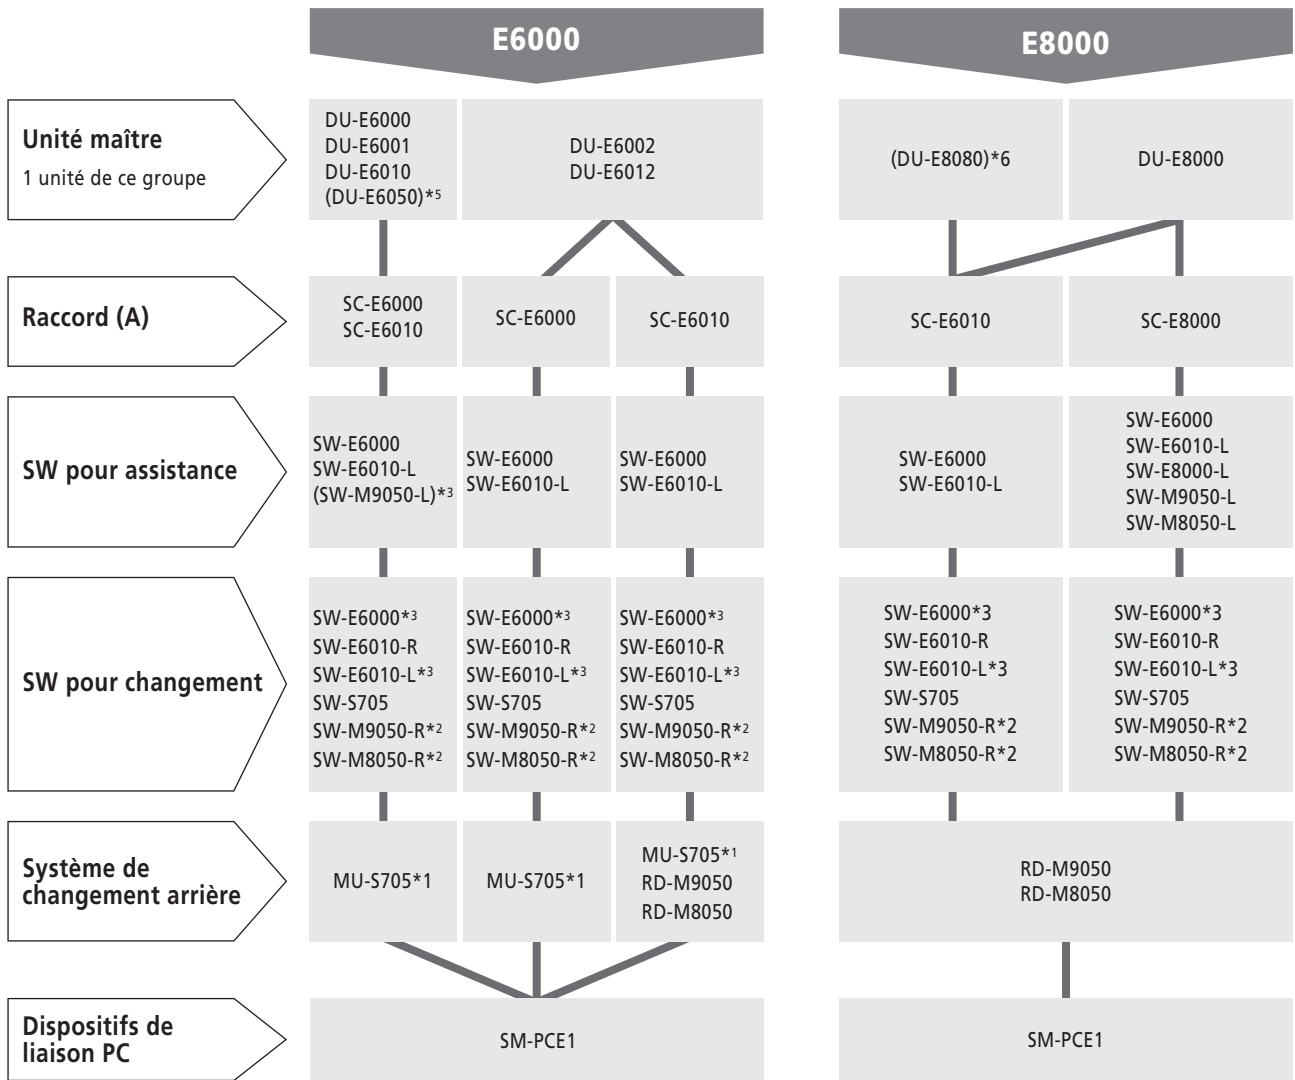 E6000
E8000
Unité maître
1 unité de ce groupe
DU-E6000
DU-E6001
DU-E6010
(DU-E6050)*5
DU-E6002
DU-E6012
(DU-E8080)*6
DU-E8000
Raccord (A)
SC-E6000
SC-E6010
SC-E6000
SC-E6010
SC-E6010
SC-E8000
SW pour assistance
SW-E6000
SW-E6010-L
(SW-M9050-L)*3
SW-E6000
SW-E6010-L
SW-E6000
SW-E6010-L
SW-E6000
SW-E6010-L
SW-E6000
SW-E6010-L
SW-E8000-L
SW-M9050-L
SW-M8050-L
SW pour changement
SW-E6000*3
SW-E6010-R
SW-E6010-L*3
SW-S705
SW-M9050-R*2
SW-M8050-R*2
SW-E6000*3
SW-E6010-R
SW-E6010-L*3
SW-S705
SW-M9050-R*2
SW-M8050-R*2
SW-E6000*3
SW-E6010-R
SW-E6010-L*3
SW-S705
SW-M9050-R*2
SW-M8050-R*2
SW-E6000*3
SW-E6010-R
SW-E6010-L*3
SW-S705
SW-M9050-R*2
SW-M8050-R*2
SW-E6000*3
SW-E6010-R
SW-E6010-L*3
SW-S705
SW-M9050-R*2
SW-M8050-R*2
Système de
changement arrière
MU-S705*1
MU-S705*1
MU-S705*1
RD-M9050
RD-M8050
RD-M9050
RD-M8050
Dispositifs de
liaison PC
SM-PCE1
SM-PCE1